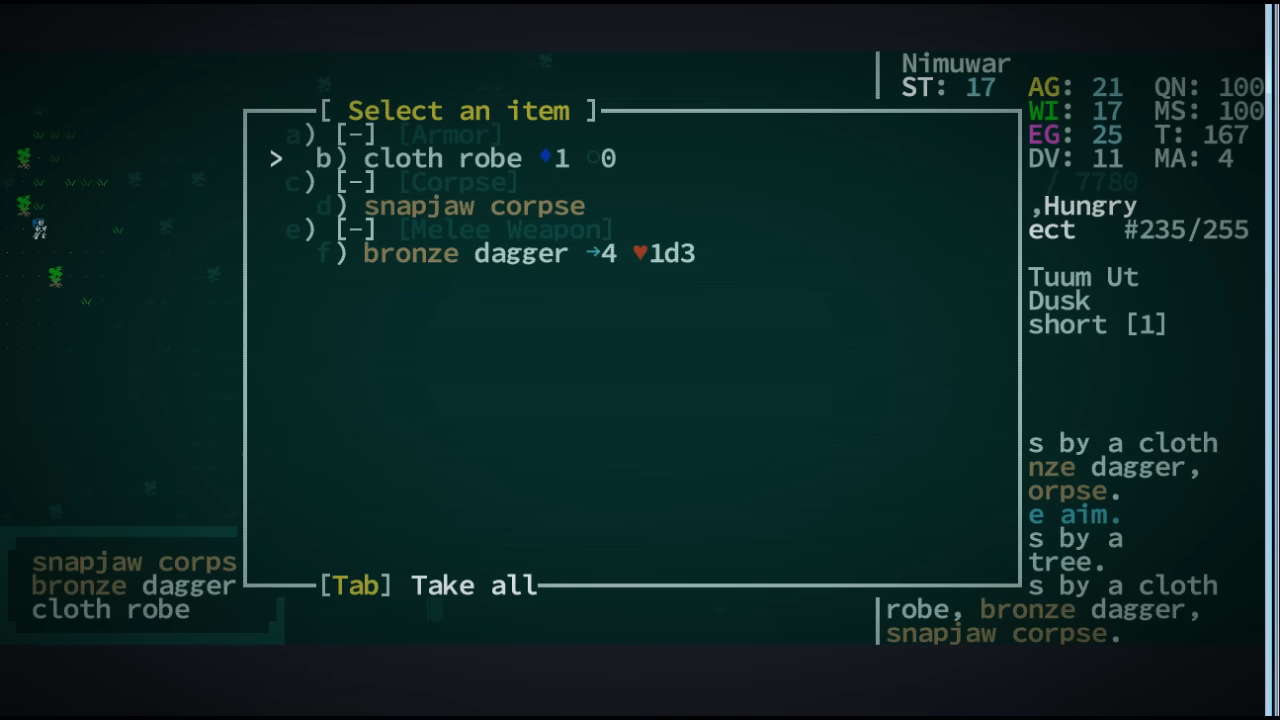 Nimuwar
ST: 17 AG: 21 QN: 100
WI: 17 MS: 100
EG: 25 T: 167
DV: 11 MA: 4
/ 7780
,Hungry
ect #235/255
Tuum Ut
Dusk
short [1]
[ Select an item ]
a) [-] [Armor]
> b) cloth robe ♦1 ○0
c) [-] [Corpse]
d) snapjaw corpse
e) [-] [Melee Weapon]
f) bronze dagger →4 ♥1d3
[Tab] Take all
s by a cloth
nze dagger,
orpse.
e aim.
s by a
tree.
s by a cloth
robe, bronze dagger,
snapjaw corpse.
snapjaw corps
bronze dagger
cloth robe